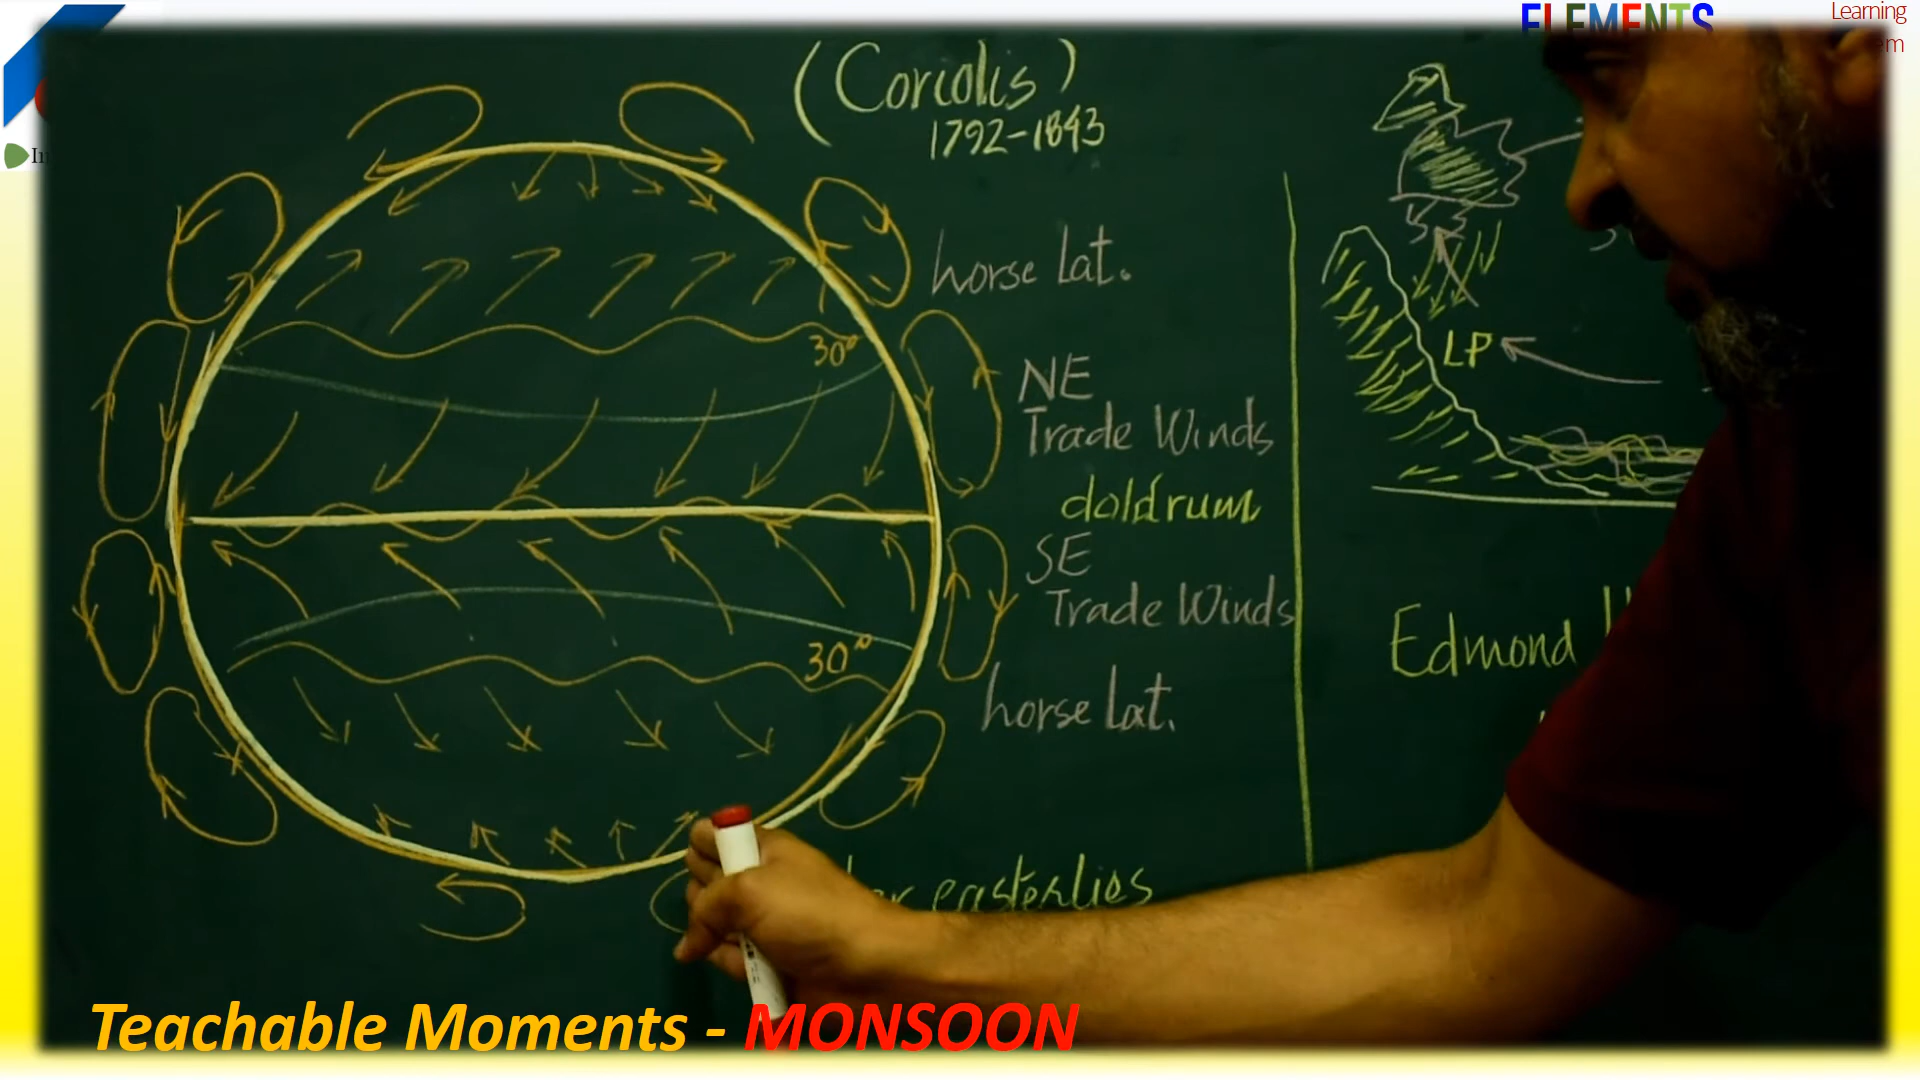 ELEMENTS
Learning
(Coriolis)
1792-1843
horse Lat.
30°
NE
Trade Winds
doldrum
SE
Trade Winds
30°
horse Lat.
easterlies
LP
Edmond
Teachable Moments - MONSOON